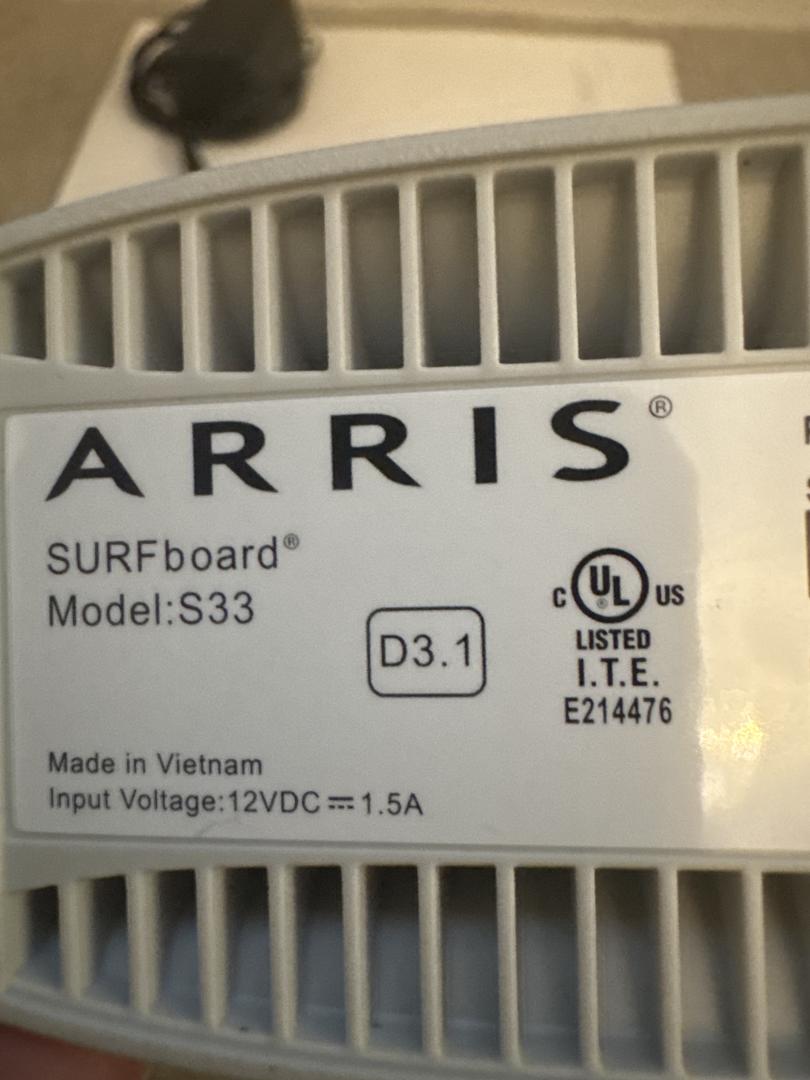 ARRIS®
SURFboard®
Model:S33
D3.1
C UL® US
LISTED
I.T.E.
E214476
Made in Vietnam
Input Voltage:12VDC⎓1.5A